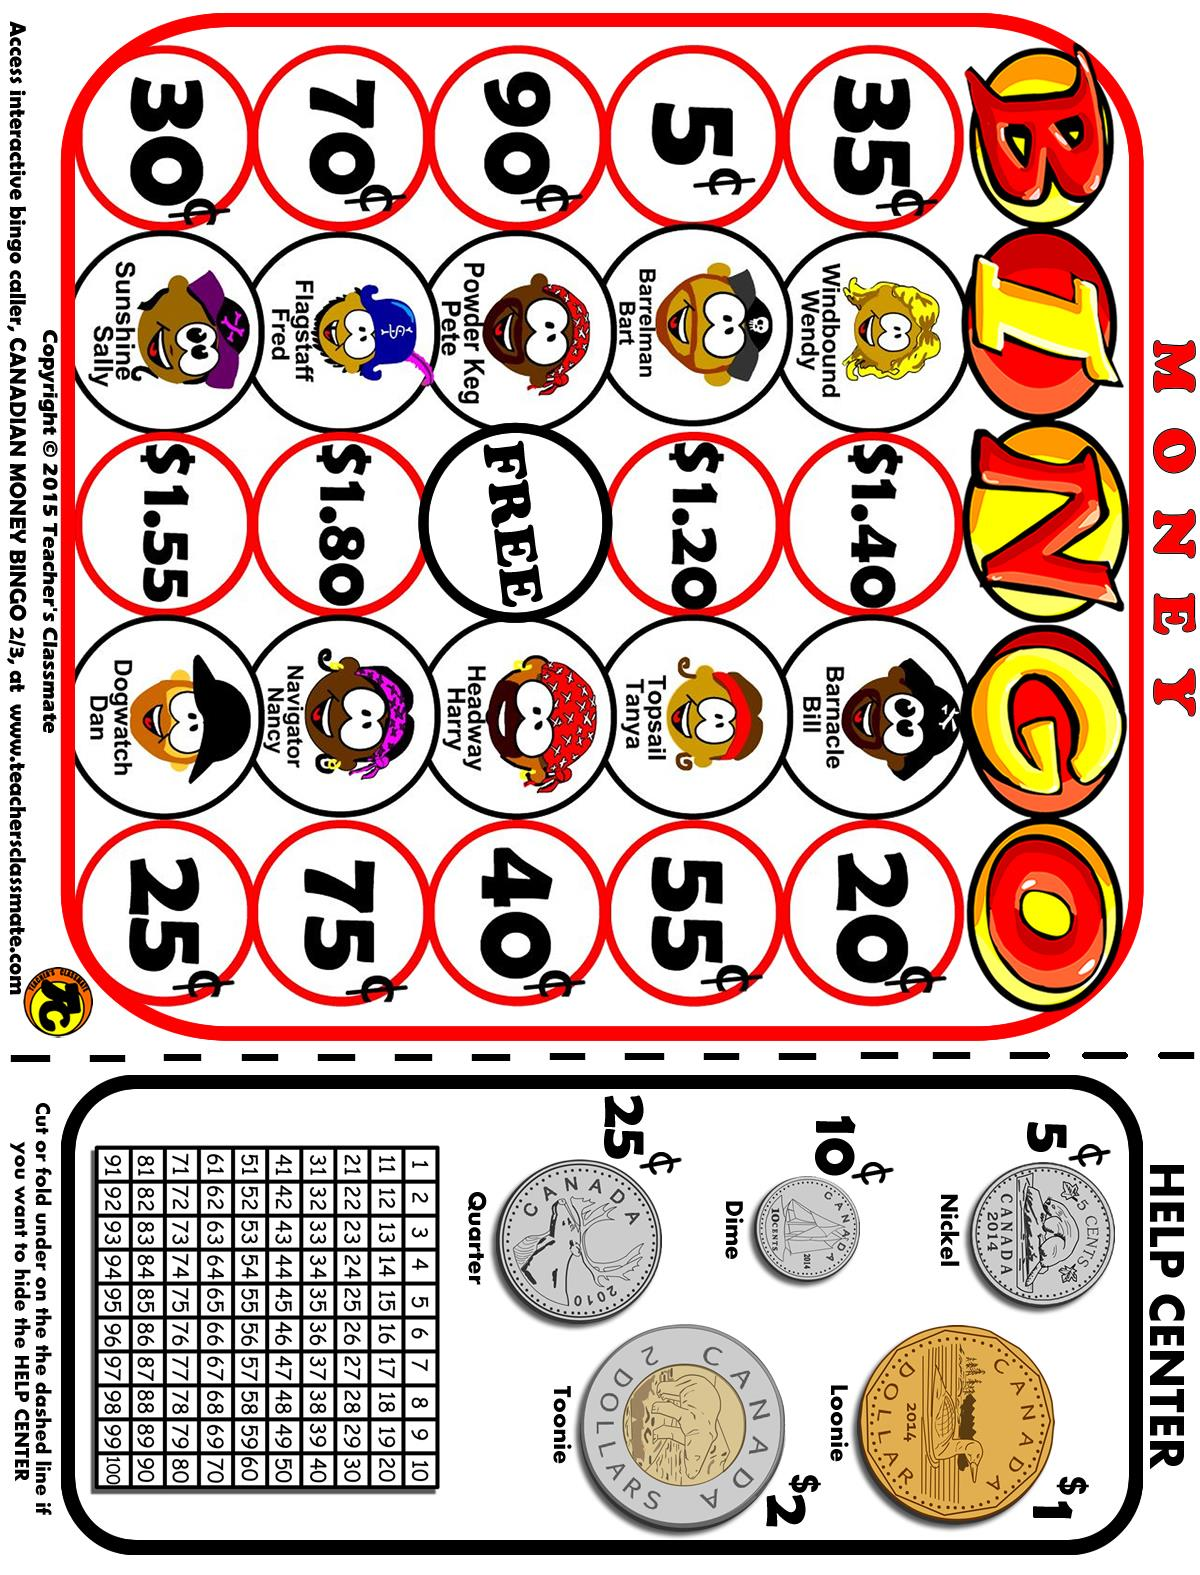 MONEY
BINGO
35¢
Windbound
Wendy
$1.40
Barnacle
Bill
20¢
5¢
Barrelman
Bart
$1.20
Topsail
Tanya
55¢
90¢
Powder Keg
Pete
FREE
Headway
Harry
40¢
70¢
Flagstaff
Fred
$1.80
Navigator
Nancy
75¢
30¢
Sunshine
Sally
$1.55
Dogwatch
Dan
25¢
Copyright © 2015 Teacher's Classmate
Access interactive bingo caller, CANADIAN MONEY BINGO 2/3, at www.teachersclassmate.com
TEACHER'S CLASSMATE
TC
HELP CENTER
5¢
5 CENTS
CANADA
2014
Nickel
$1
CANADA
2014
DOLLAR
Loonie
10¢
CANADA
10 CENTS
2014
Dime
$2
CANADA
2 DOLLARS
Toonie
25¢
CANADA
2010
Quarter
1 2 3 4 5 6 7 8 9 10
11 12 13 14 15 16 17 18 19 20
21 22 23 24 25 26 27 28 29 30
31 32 33 34 35 36 37 38 39 40
41 42 43 44 45 46 47 48 49 50
51 52 53 54 55 56 57 58 59 60
61 62 63 64 65 66 67 68 69 70
71 72 73 74 75 76 77 78 79 80
81 82 83 84 85 86 87 88 89 90
91 92 93 94 95 96 97 98 99 100
Cut or fold under on the the dashed line if
you want to hide the HELP CENTER